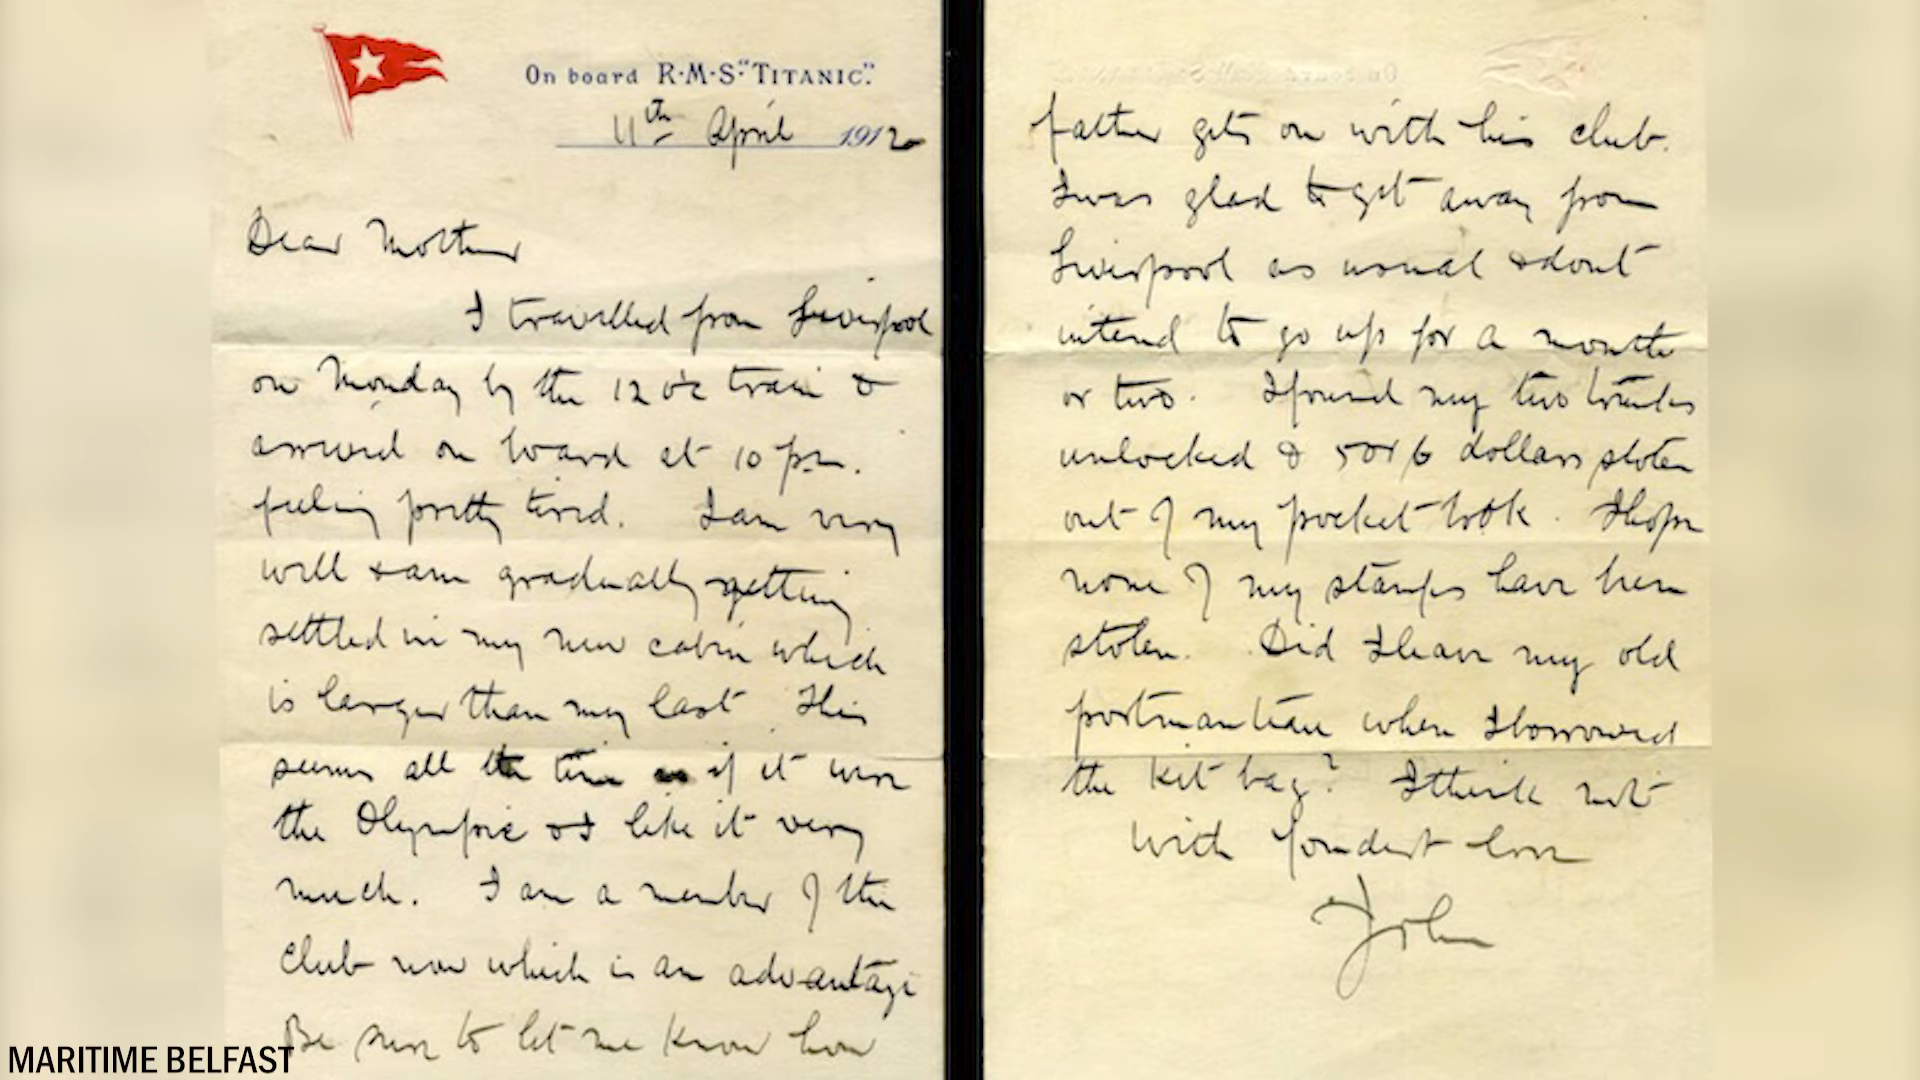 On board R·M·S· "TITANIC".
11th April 1912
Dear Mother
I travelled from Liverpool
on Monday by the 12 o'c train &
arrived on board at 10 p.m.
feeling pretty tired. I am very
well & am gradually getting
settled in my new cabin which
is larger than my last. This
seems all the time as if it were
the Olympic & I like it very
much. I am a member of the
club now which is an advantage
Be sure to let me know how
father gets on with his club.
I was glad to get away from
Liverpool as usual & dont
intend to go up for a month
or two. I found my two trunks
unlocked & 5 or 6 dollars stolen
out of my pocket book. I hope
none of my stamps have been
stolen. Did I leave my old
portmanteau when I borrowed
the kit bag? I think not
With fondest love
John
MARITIME BELFAST